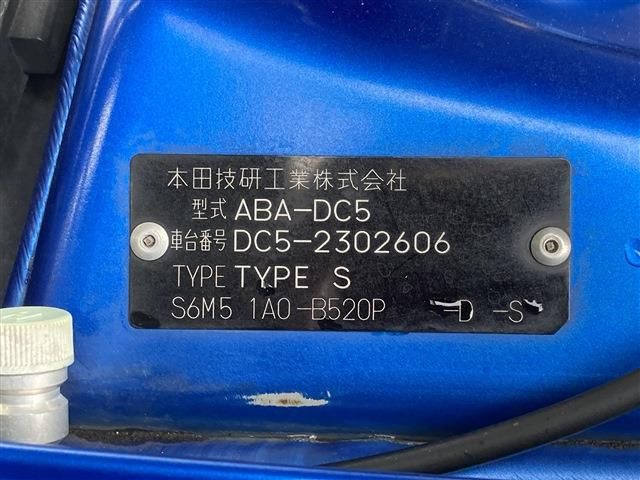 本田技研工業株式会社
型式 ABA-DC5
車台番号 DC5-2302606
TYPE TYPE S
S6M5 1A0-B520P -D -S